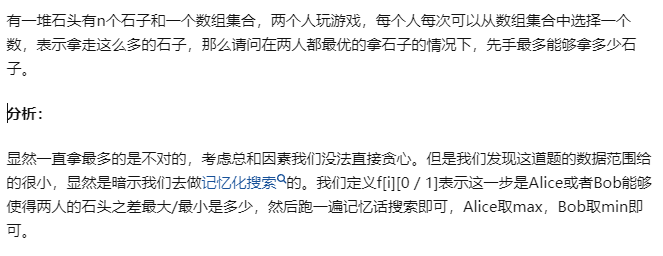 有一堆石头有n个石子和一个数组集合，两个人玩游戏，每个人每次可以从数组集合中选择一个
数，表示拿走这么多的石子，那么请问在两人都最优的拿石子的情况下，先手最多能够拿多少石
子。
分析：
显然一直拿最多的是不对的，考虑总和因素我们没法直接贪心。但是我们发现这道题的数据范围给
的很小，显然是暗示我们去做记忆化搜索的。我们定义f[i][0 / 1]表示这一步是Alice或者Bob能够
使得两人的石头之差最大/最小是多少，然后跑一遍记忆话搜索即可，Alice取max，Bob取min即
可。